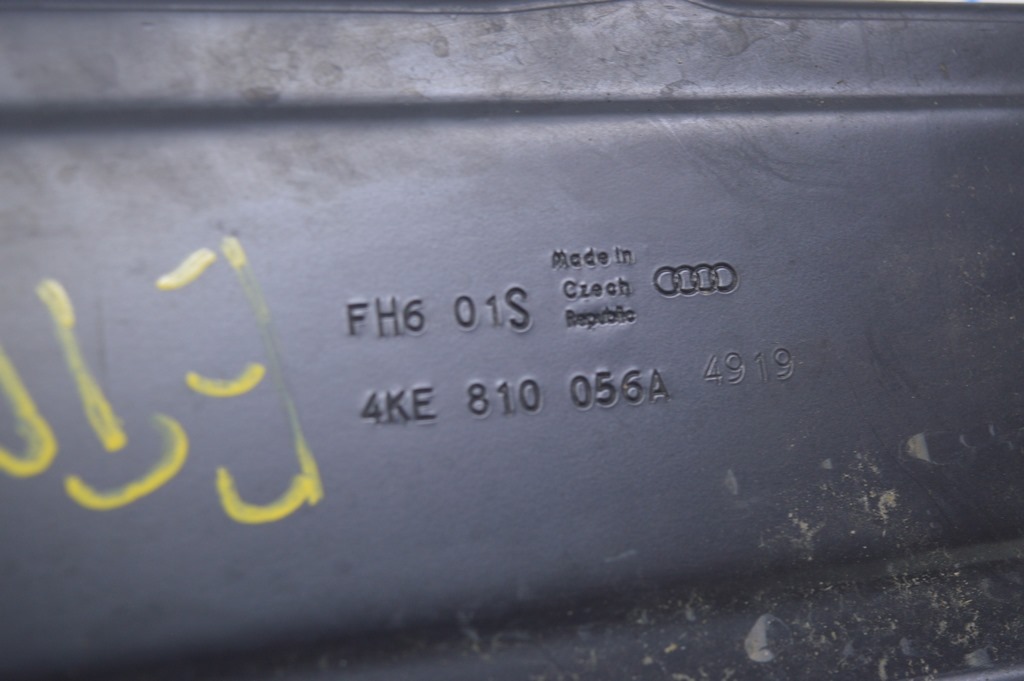 Made in
Czech
Republic
FH6 01S
4KE 810 056A 4919